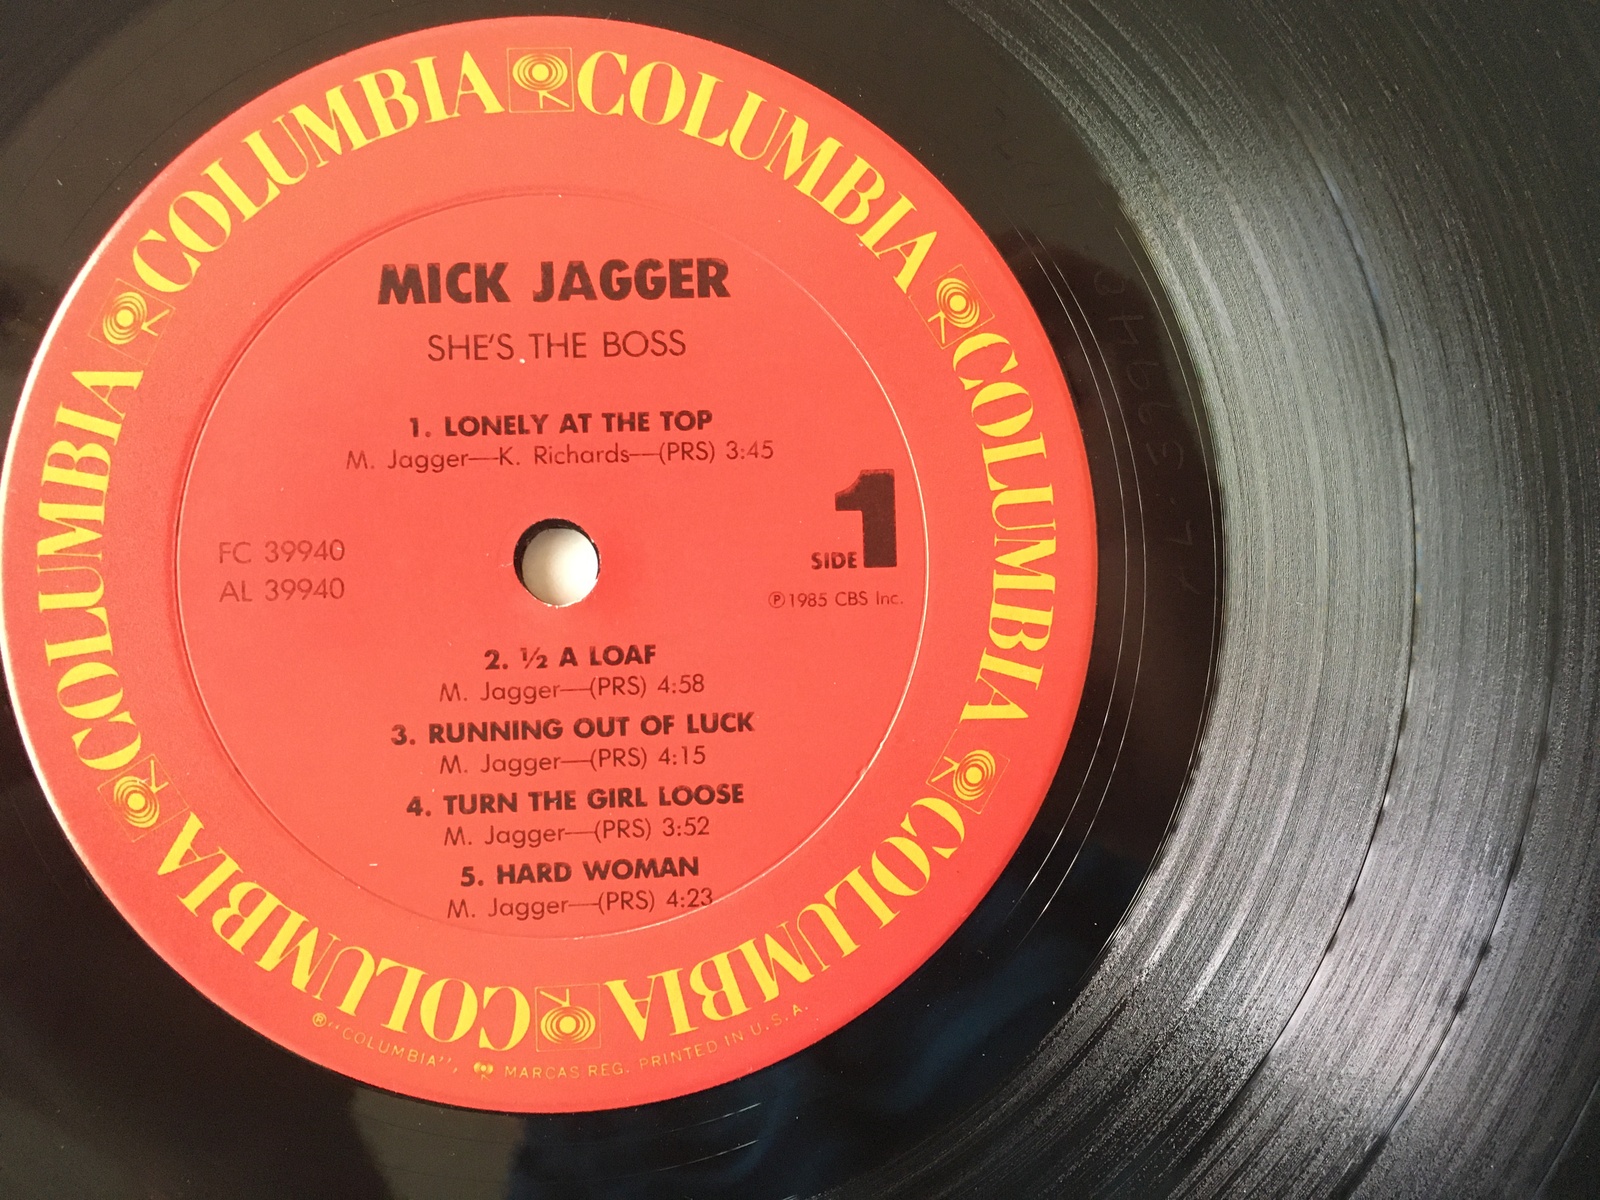 COLUMBIA COLUMBIA COLUMBIA COLUMBIA COLUMBIA COLUMBIA COLUMBIA
MICK JAGGER
SHE'S THE BOSS
1. LONELY AT THE TOP
M. Jagger—K. Richards—(PRS) 3:45
FC 39940
AL 39940
SIDE 1
℗ 1985 CBS Inc.
2. ½ A LOAF
M. Jagger—(PRS) 4:58
3. RUNNING OUT OF LUCK
M. Jagger—(PRS) 4:15
4. TURN THE GIRL LOOSE
M. Jagger—(PRS) 3:52
5. HARD WOMAN
M. Jagger—(PRS) 4:23
® "COLUMBIA", MARCAS REG. PRINTED IN U.S.A.